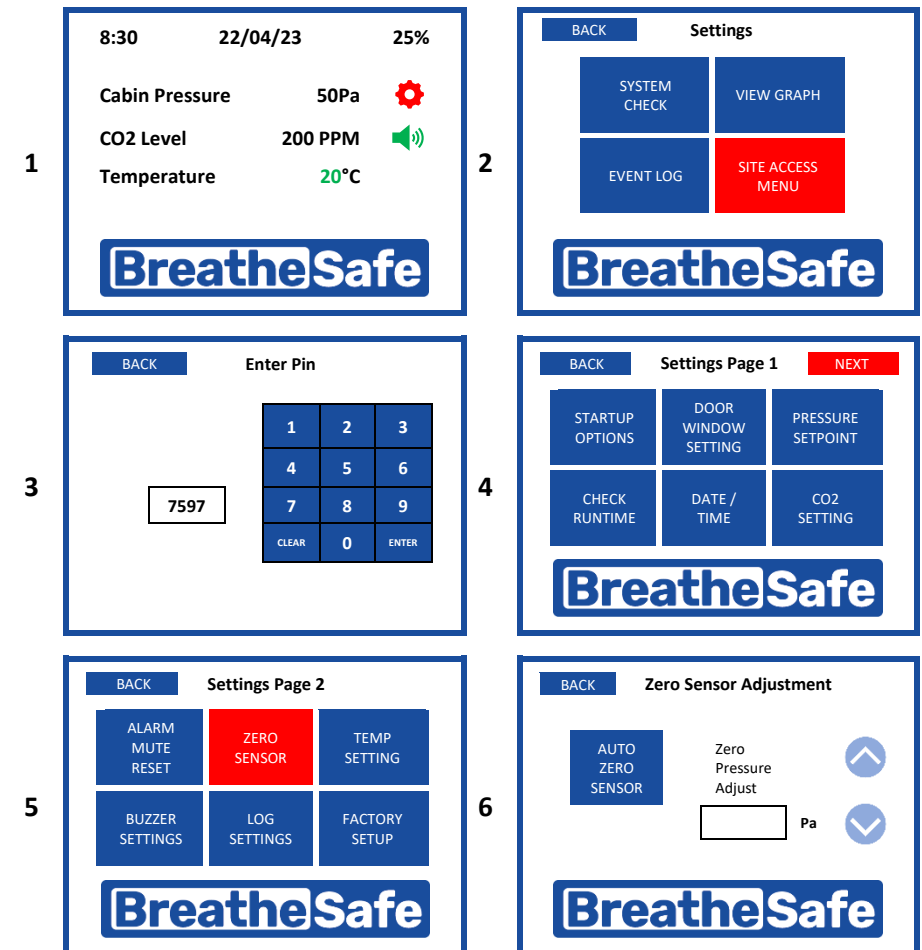 1
8:30 22/04/23 25%
Cabin Pressure 50Pa
CO2 Level 200 PPM
Temperature 20°C
BreatheSafe
2
BACK Settings
SYSTEM
CHECK
VIEW GRAPH
EVENT LOG
SITE ACCESS
MENU
BreatheSafe
3
BACK Enter Pin
7597
1 2 3
4 5 6
7 8 9
CLEAR 0 ENTER
4
BACK Settings Page 1 NEXT
STARTUP
OPTIONS
DOOR
WINDOW
SETTING
PRESSURE
SETPOINT
CHECK
RUNTIME
DATE /
TIME
CO2
SETTING
BreatheSafe
5
BACK Settings Page 2
ALARM
MUTE
RESET
ZERO
SENSOR
TEMP
SETTING
BUZZER
SETTINGS
LOG
SETTINGS
FACTORY
SETUP
BreatheSafe
6
BACK Zero Sensor Adjustment
AUTO
ZERO
SENSOR
Zero
Pressure
Adjust
Pa
BreatheSafe